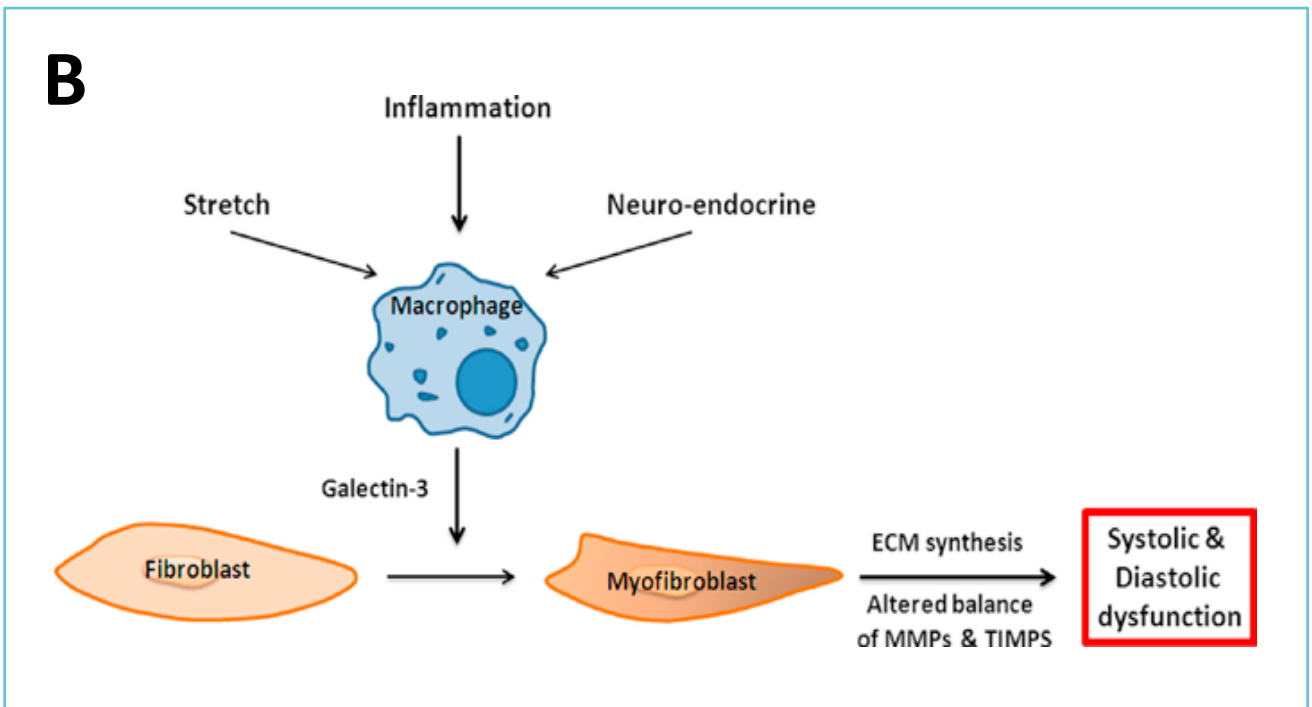 B
Inflammation
Stretch
Neuro-endocrine
Macrophage
Galectin-3
Fibroblast
Myofibroblast
ECM synthesis
Altered balance
of MMPs & TIMPS
Systolic &
Diastolic
dysfunction